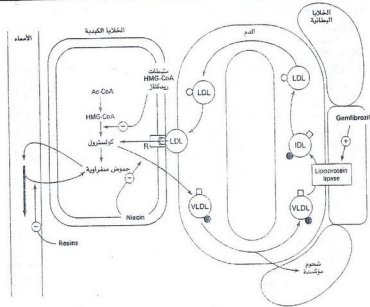 الأمعاء
الخلايا الكبدية
الدم
الخلايا
البطانية
مثبطات
HMG-CoA
ريدكتاز
Ac-CoA
HMG-CoA
كولسترول
حموض صفراوية
R
LDL
LDL
LDL
IDL
VLDL
VLDL
Gemfibrozil
Lipoprotein
lipase
Niacin
Resins
شحوم
مؤكسدة